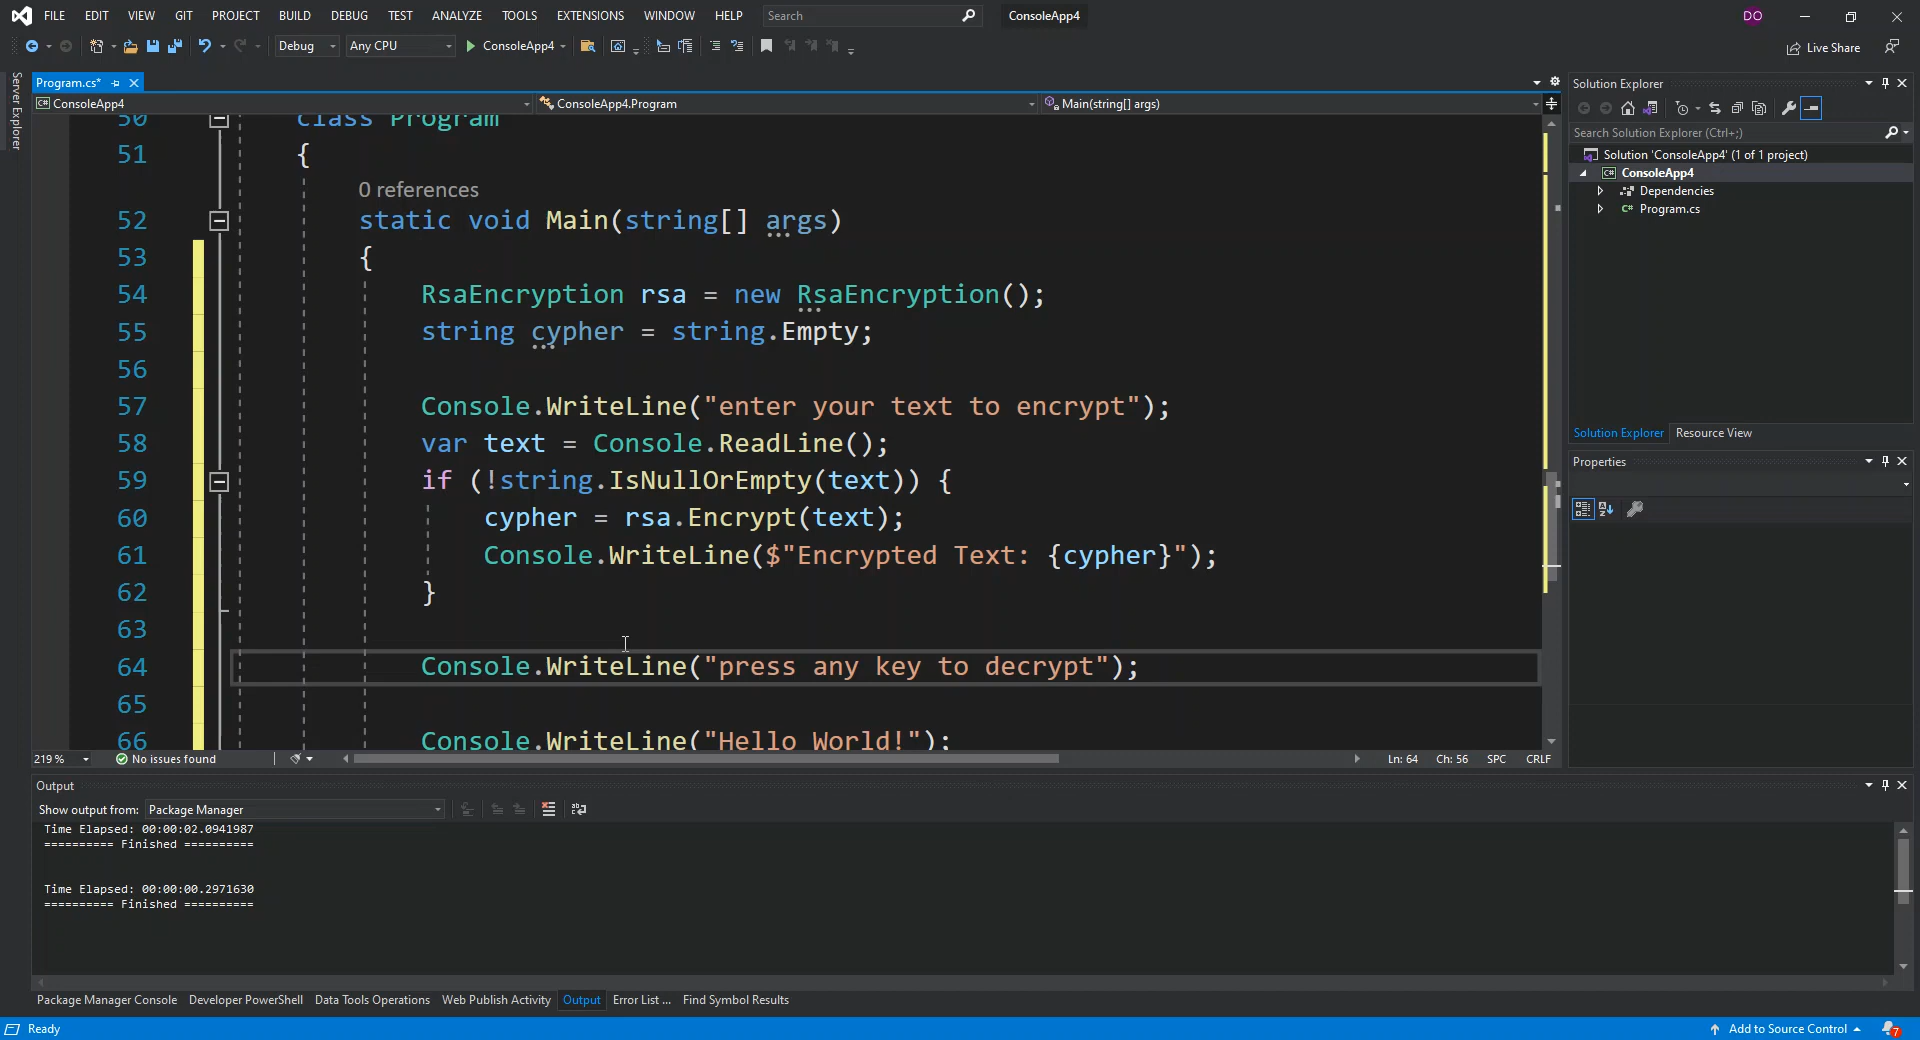 FILE EDIT VIEW GIT PROJECT BUILD DEBUG TEST ANALYZE TOOLS EXTENSIONS WINDOW HELP Search ConsoleApp4 DO
Debug Any CPU ConsoleApp4 Live Share
Server Explorer
Program.cs*
ConsoleApp4 ConsoleApp4.Program Main(string[] args)
50 class Program
51 {
0 references
52 static void Main(string[] args)
53 {
54 RsaEncryption rsa = new RsaEncryption();
55 string cypher = string.Empty;
56
57 Console.WriteLine("enter your text to encrypt");
58 var text = Console.ReadLine();
59 if (!string.IsNullOrEmpty(text)) {
60 cypher = rsa.Encrypt(text);
61 Console.WriteLine($"Encrypted Text: {cypher}");
62 }
63
64 Console.WriteLine("press any key to decrypt");
65
66 Console.WriteLine("Hello World!");
219 % No issues found Ln: 64 Ch: 56 SPC CRLF
Solution Explorer
Search Solution Explorer (Ctrl+;)
Solution 'ConsoleApp4' (1 of 1 project)
C# ConsoleApp4
Dependencies
C# Program.cs
Solution Explorer Resource View
Properties
Output
Show output from: Package Manager
Time Elapsed: 00:00:02.0941987
========== Finished ==========
Time Elapsed: 00:00:00.2971630
========== Finished ==========
Package Manager Console Developer PowerShell Data Tools Operations Web Publish Activity Output Error List ... Find Symbol Results
Ready Add to Source Control 7